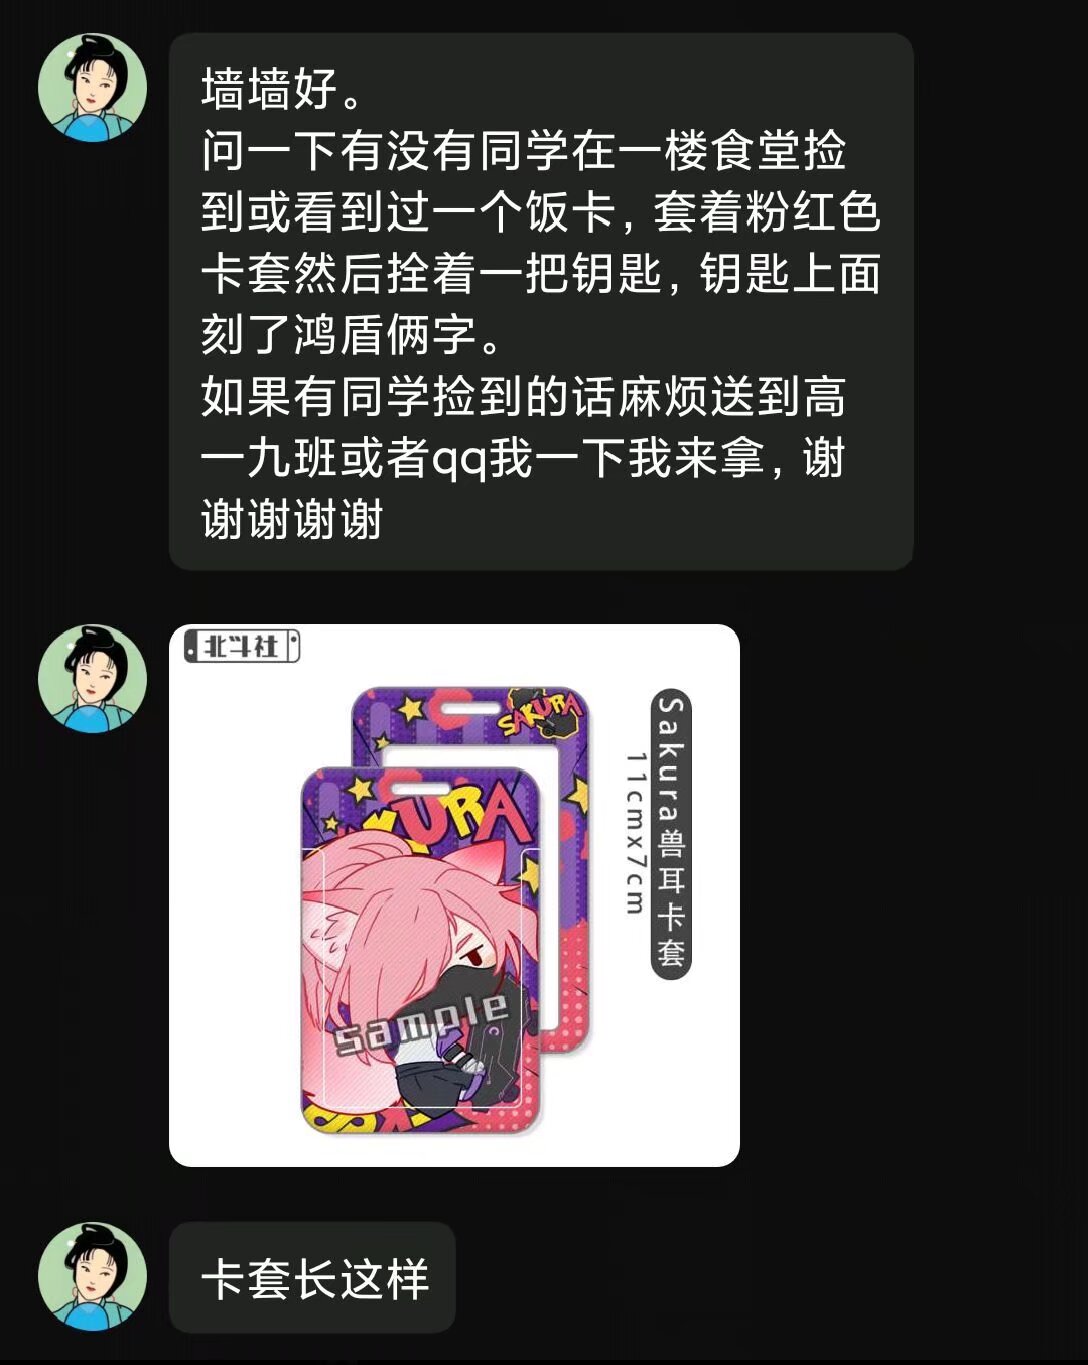 墙墙好。
问一下有没有同学在一楼食堂捡
到或看到过一个饭卡，套着粉红色
卡套然后拴着一把钥匙，钥匙上面
刻了鸿盾俩字。
如果有同学捡到的话麻烦送到高
一九班或者qq我一下我来拿，谢
谢谢谢谢
北斗社
SAKURA
KURA
sample
Sakura兽耳卡套
11cmx7cm
卡套长这样